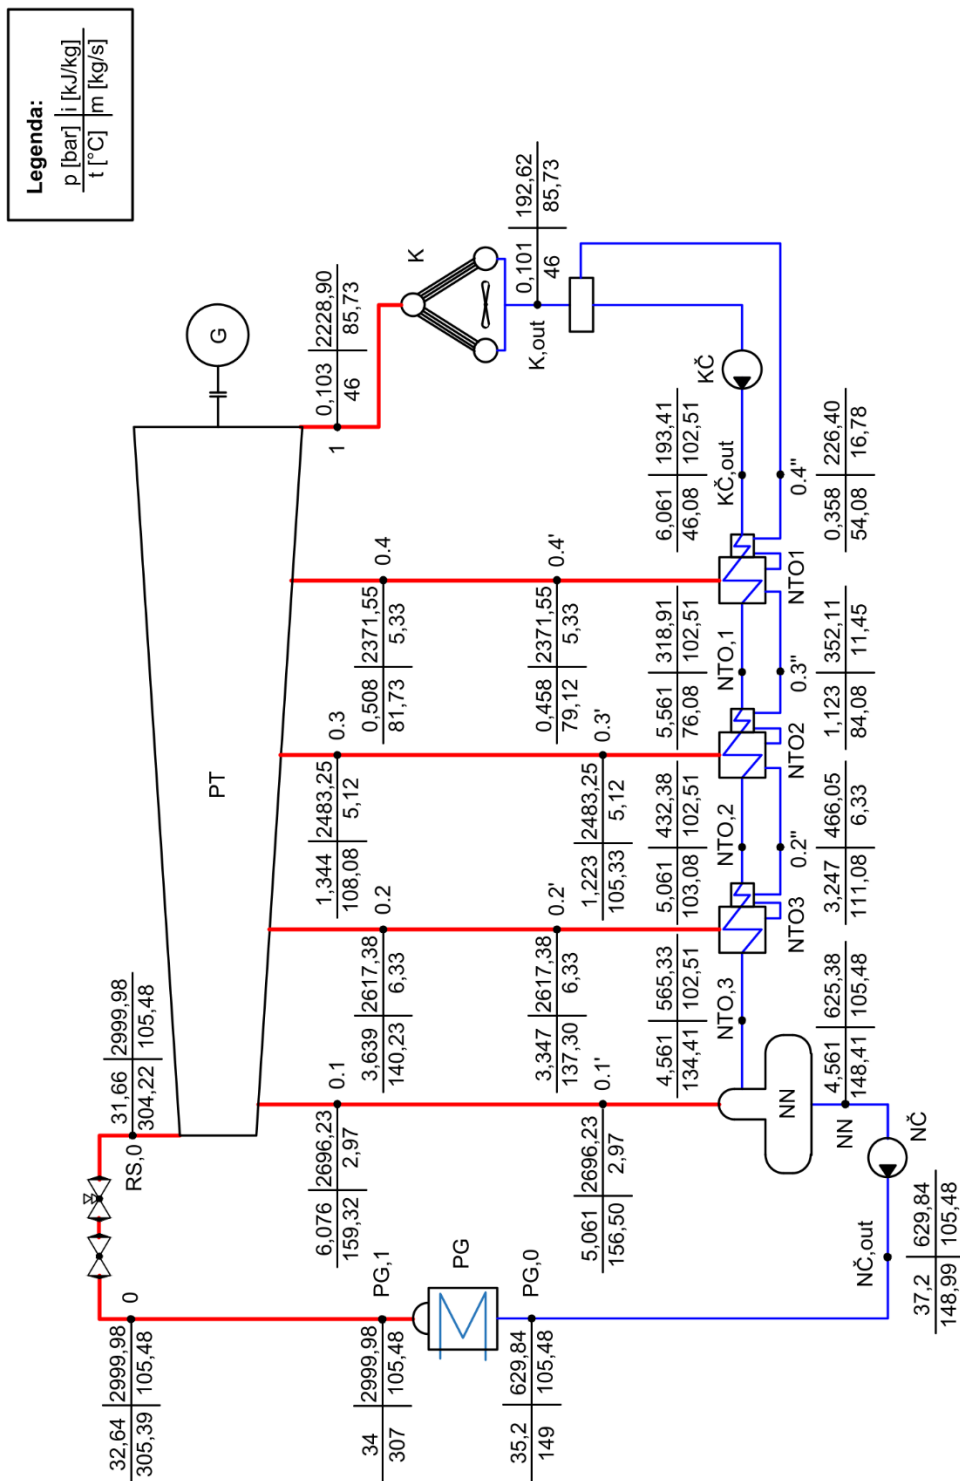 Legenda:
p [bar] i [kJ/kg]
t [°C] m [kg/s]
32,64 2999,98
305,39 105,48
0
34 2999,98
307 105,48
PG,1
PG
35,2 629,84
149 105,48
PG,0
31,66 2999,98
304,22 105,48
RS,0
PT
G
6,076 2696,23
159,32 2,97
0.1
5,061 2696,23
156,50 2,97
0.1'
3,639 2617,38
140,23 6,33
0.2
3,347 2617,38
137,30 6,33
0.2'
1,344 2483,25
108,08 5,12
0.3
1,223 2483,25
105,33 5,12
0.3'
0,508 2371,55
81,73 5,33
0.4
0,458 2371,55
79,12 5,33
0.4'
0,103 2228,90
46 85,73
1
K
0,101 192,62
46 85,73
K,out
KČ
6,061 193,41
46,08 102,51
KČ,out
0.4"
0,358 226,40
54,08 16,78
NTO1
5,561 318,91
76,08 102,51
NTO,1
0.3"
1,123 352,11
84,08 11,45
NTO2
5,061 432,38
103,08 102,51
NTO,2
0.2"
3,247 466,05
111,08 6,33
NTO3
4,561 565,33
134,41 102,51
NTO,3
NN
4,561 625,38
148,41 105,48
NN
NČ
NČ,out
37,2 629,84
148,99 105,48